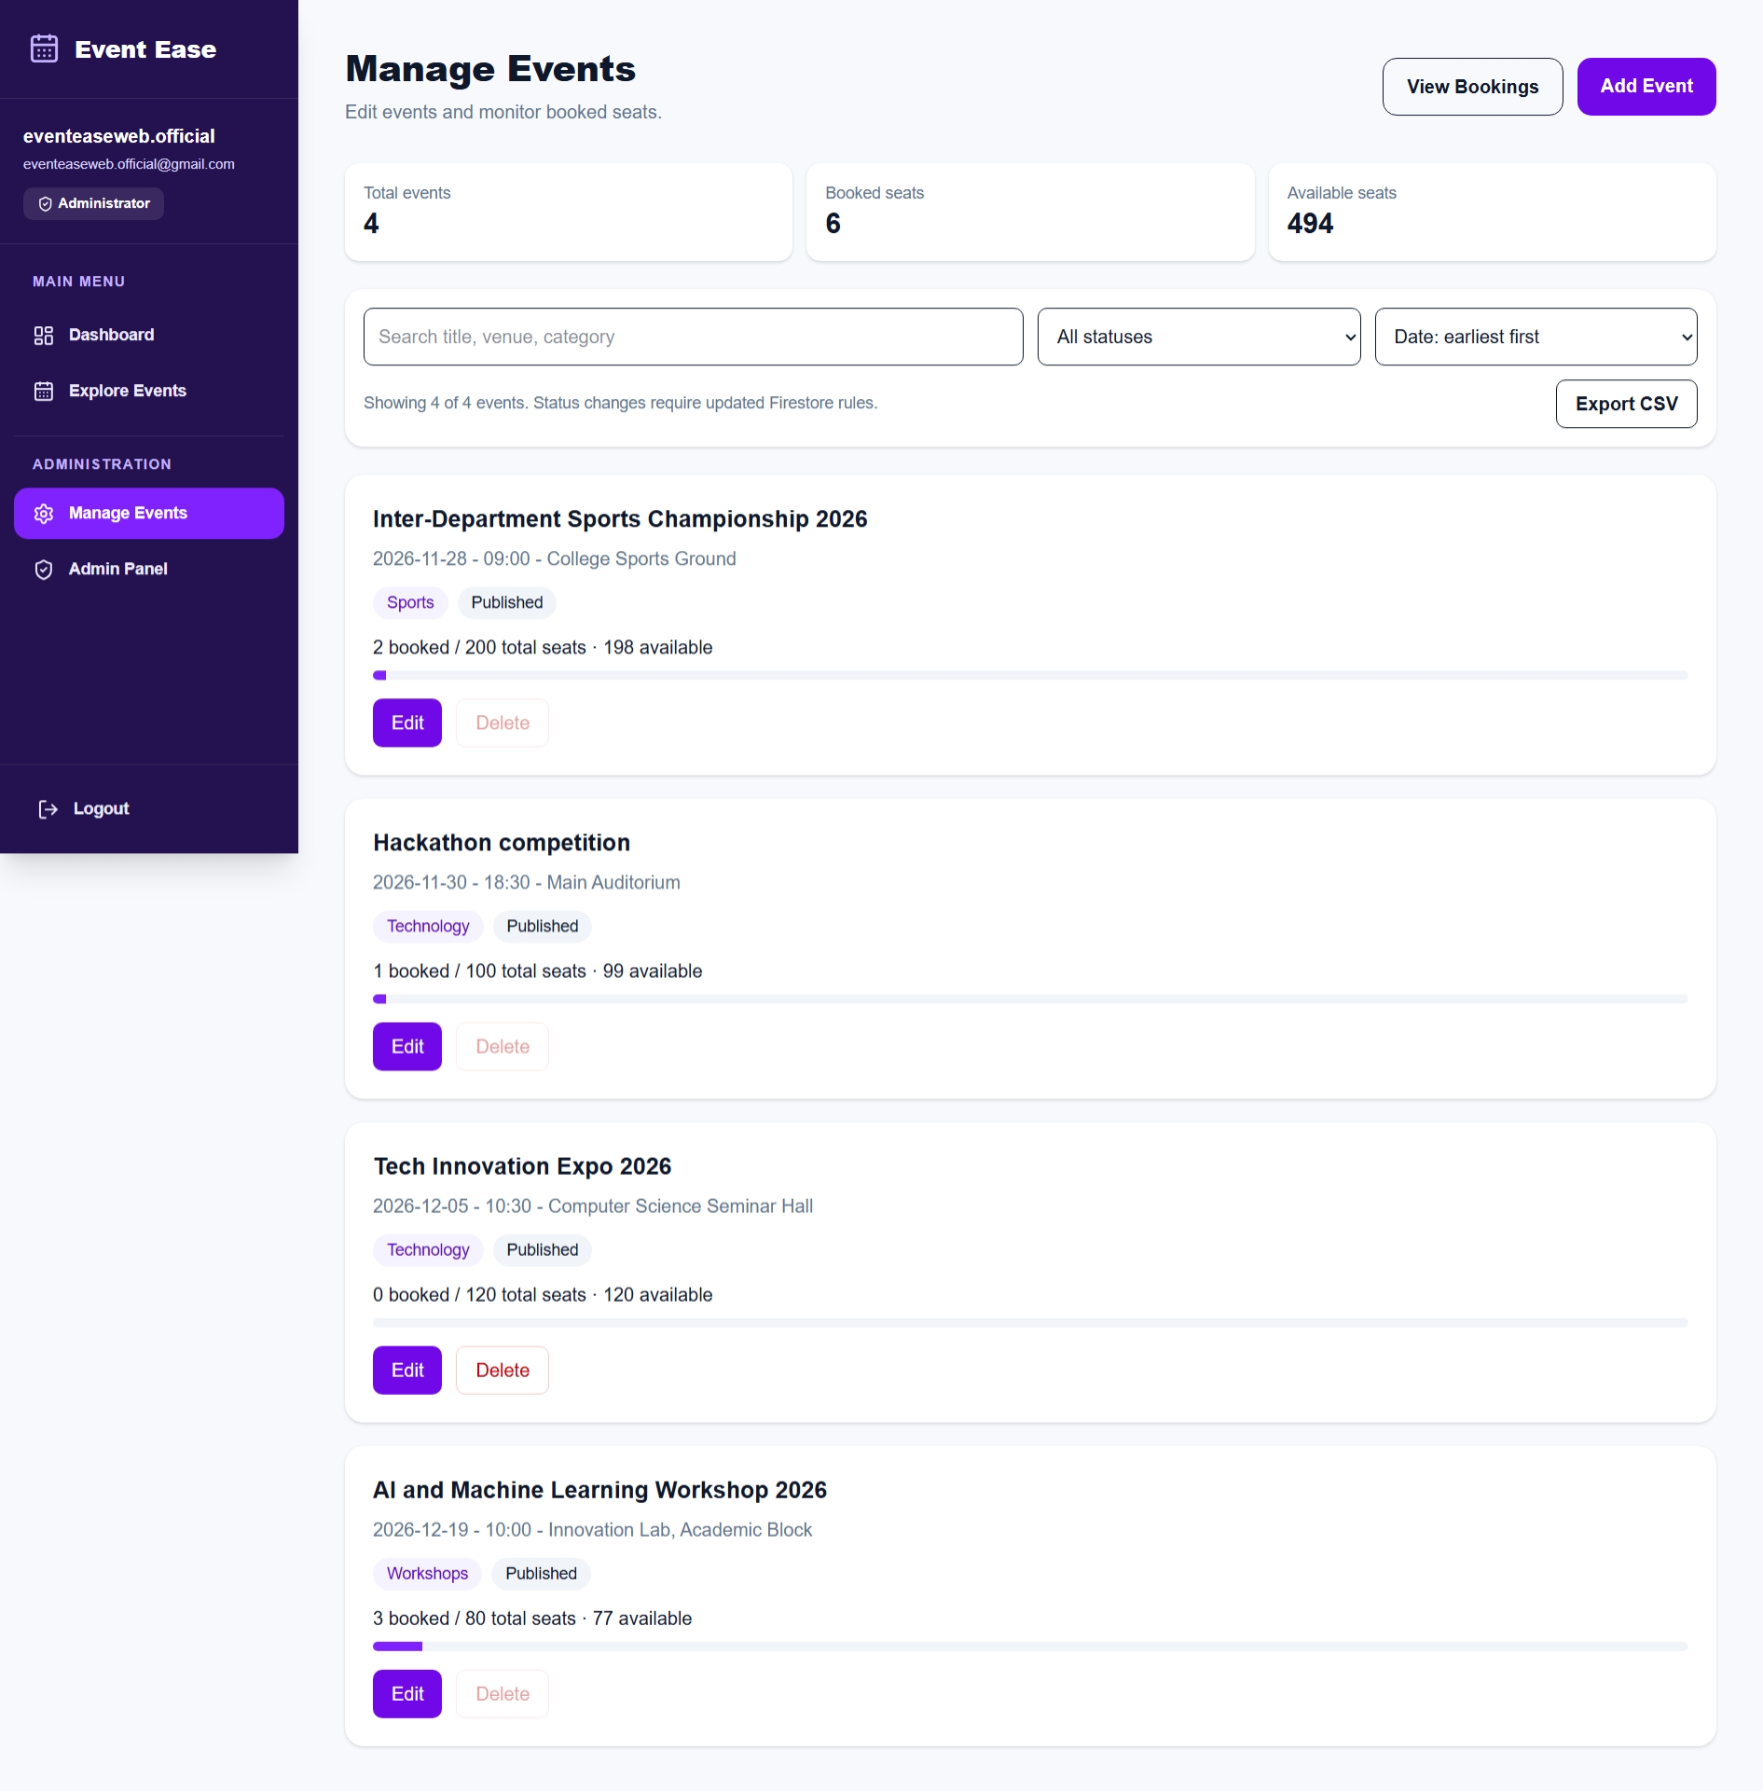 Event Ease
eventeaseweb.official
eventeaseweb.official@gmail.com
Administrator
MAIN MENU
Dashboard
Explore Events
ADMINISTRATION
Manage Events
Admin Panel
Logout
Manage Events
Edit events and monitor booked seats.
View Bookings
Add Event
Total events
4
Booked seats
6
Available seats
494
Search title, venue, category
All statuses
Date: earliest first
Showing 4 of 4 events. Status changes require updated Firestore rules.
Export CSV
Inter-Department Sports Championship 2026
2026-11-28 - 09:00 - College Sports Ground
Sports Published
2 booked / 200 total seats · 198 available
Edit Delete
Hackathon competition
2026-11-30 - 18:30 - Main Auditorium
Technology Published
1 booked / 100 total seats · 99 available
Edit Delete
Tech Innovation Expo 2026
2026-12-05 - 10:30 - Computer Science Seminar Hall
Technology Published
0 booked / 120 total seats · 120 available
Edit Delete
AI and Machine Learning Workshop 2026
2026-12-19 - 10:00 - Innovation Lab, Academic Block
Workshops Published
3 booked / 80 total seats · 77 available
Edit Delete